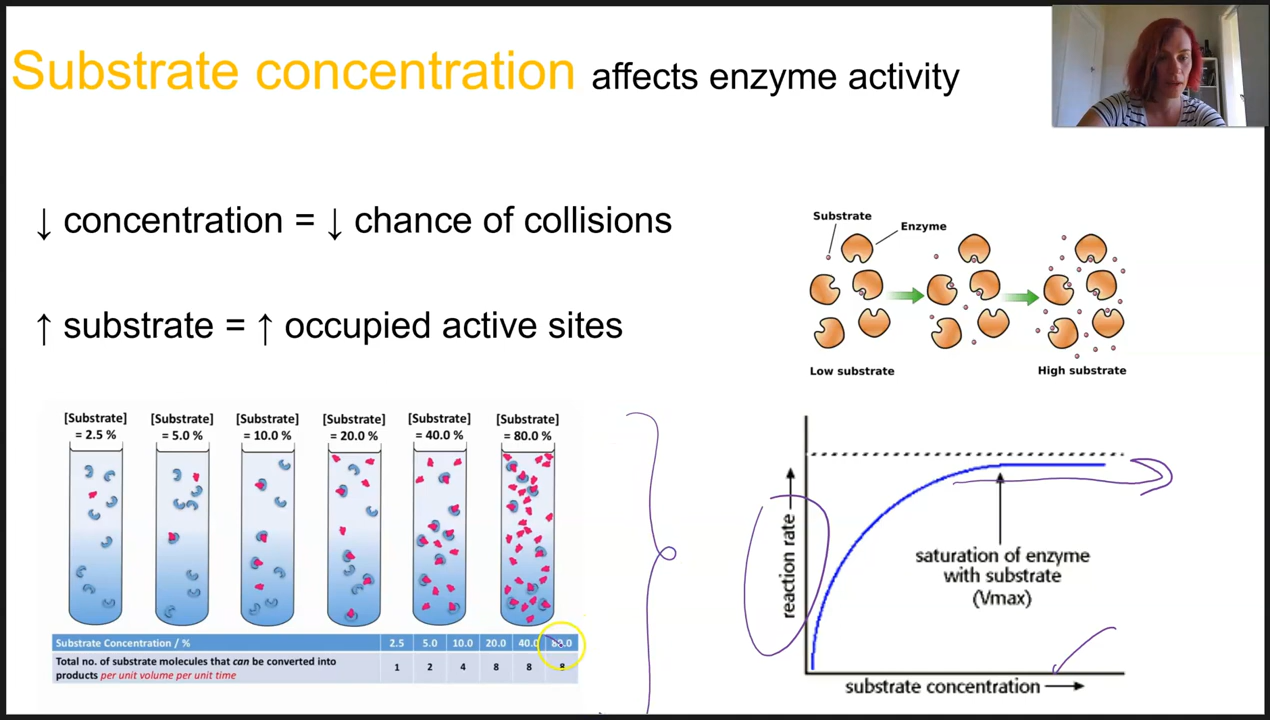 Substrate concentration affects enzyme activity
↓ concentration = ↓ chance of collisions
↑ substrate = ↑ occupied active sites
Substrate
Enzyme
Low substrate
High substrate
[Substrate] = 2.5 %
[Substrate] = 5.0 %
[Substrate] = 10.0 %
[Substrate] = 20.0 %
[Substrate] = 40.0 %
[Substrate] = 80.0 %
Substrate Concentration / % 2.5 5.0 10.0 20.0 40.0 80.0
Total no. of substrate molecules that can be converted into
products per unit volume per unit time 1 2 4 8 8 8
reaction rate
saturation of enzyme
with substrate
(Vmax)
substrate concentration